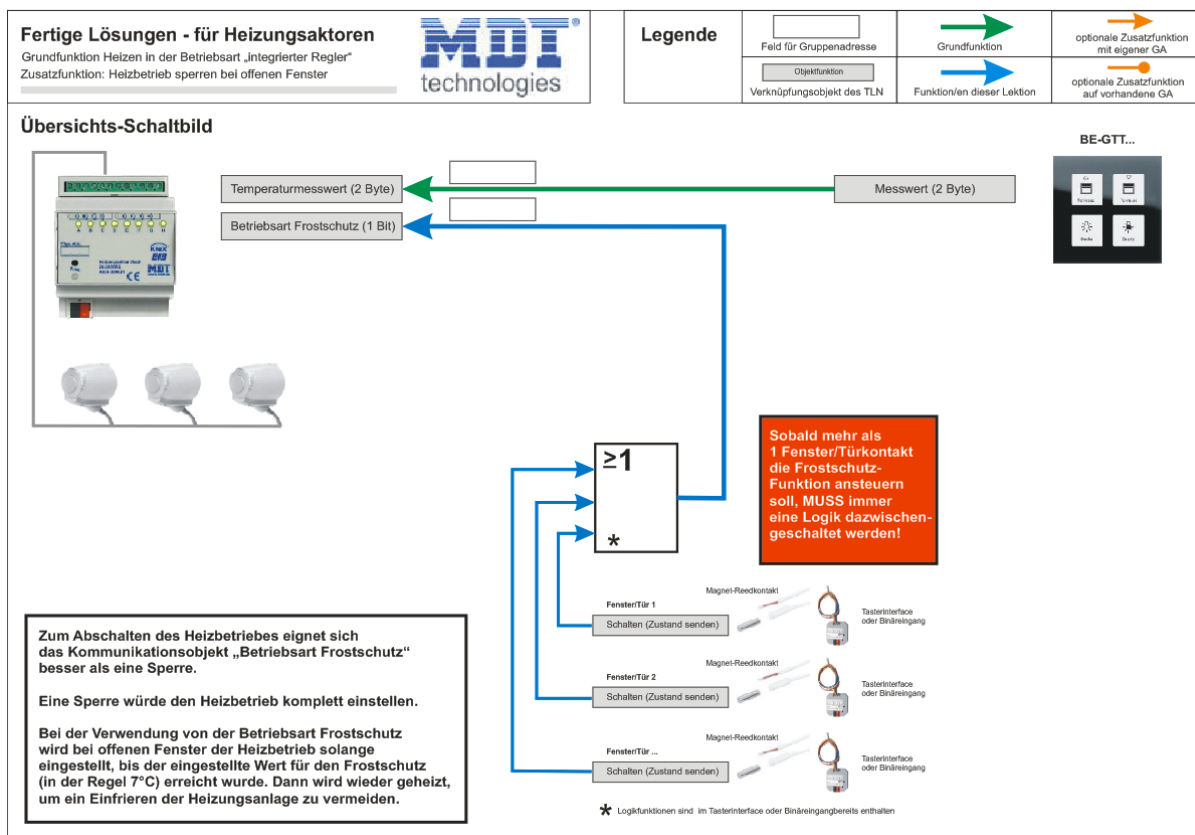 Fertige Lösungen - für Heizungsaktoren
Grundfunktion Heizen in der Betriebsart „integrierter Regler"
Zusatzfunktion: Heizbetrieb sperren bei offenen Fenster
MDT
technologies
Legende
Feld für Gruppenadresse
Grundfunktion
optionale Zusatzfunktion
mit eigener GA
Objektfunktion
Verknüpfungsobjekt des TLN
Funktion/en dieser Lektion
optionale Zusatzfunktion
auf vorhandene GA
Übersichts-Schaltbild
BE-GTT...
Temperaturmesswert (2 Byte)
Messwert (2 Byte)
Betriebsart Frostschutz (1 Bit)
KNX
EIB
MDT
CE
≥1
*
Sobald mehr als
1 Fenster/Türkontakt
die Frostschutz-
Funktion ansteuern
soll, MUSS immer
eine Logik dazwischen-
geschaltet werden!
Magnet-Reedkontakt
Fenster/Tür 1
Schalten (Zustand senden)
Tasterinterface
oder Binäreingang
Magnet-Reedkontakt
Fenster/Tür 2
Schalten (Zustand senden)
Tasterinterface
oder Binäreingang
Magnet-Reedkontakt
Fenster/Tür ...
Schalten (Zustand senden)
Tasterinterface
oder Binäreingang
* Logikfunktionen sind im Tasterinterface oder Binäreingangbereits enthalten
Zum Abschalten des Heizbetriebes eignet sich
das Kommunikationsobjekt „Betriebsart Frostschutz"
besser als eine Sperre.
Eine Sperre würde den Heizbetrieb komplett einstellen.
Bei der Verwendung von der Betriebsart Frostschutz
wird bei offenen Fenster der Heizbetrieb solange
eingestellt, bis der eingestellte Wert für den Frostschutz
(in der Regel 7°C) erreicht wurde. Dann wird wieder geheizt,
um ein Einfrieren der Heizungsanlage zu vermeiden.